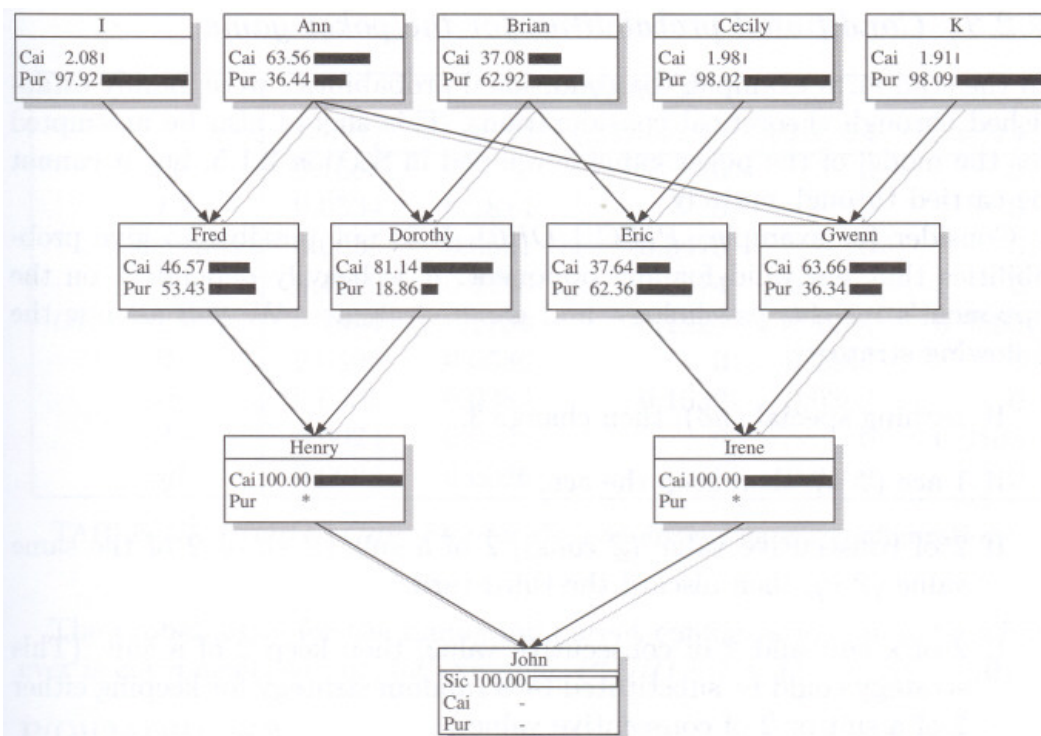 I
Cai 2.08
Pur 97.92
Ann
Cai 63.56
Pur 36.44
Brian
Cai 37.08
Pur 62.92
Cecily
Cai 1.98
Pur 98.02
K
Cai 1.91
Pur 98.09
Fred
Cai 46.57
Pur 53.43
Dorothy
Cai 81.14
Pur 18.86
Eric
Cai 37.64
Pur 62.36
Gwenn
Cai 63.66
Pur 36.34
Henry
Cai 100.00
Pur *
Irene
Cai 100.00
Pur *
John
Sic 100.00
Cai -
Pur -